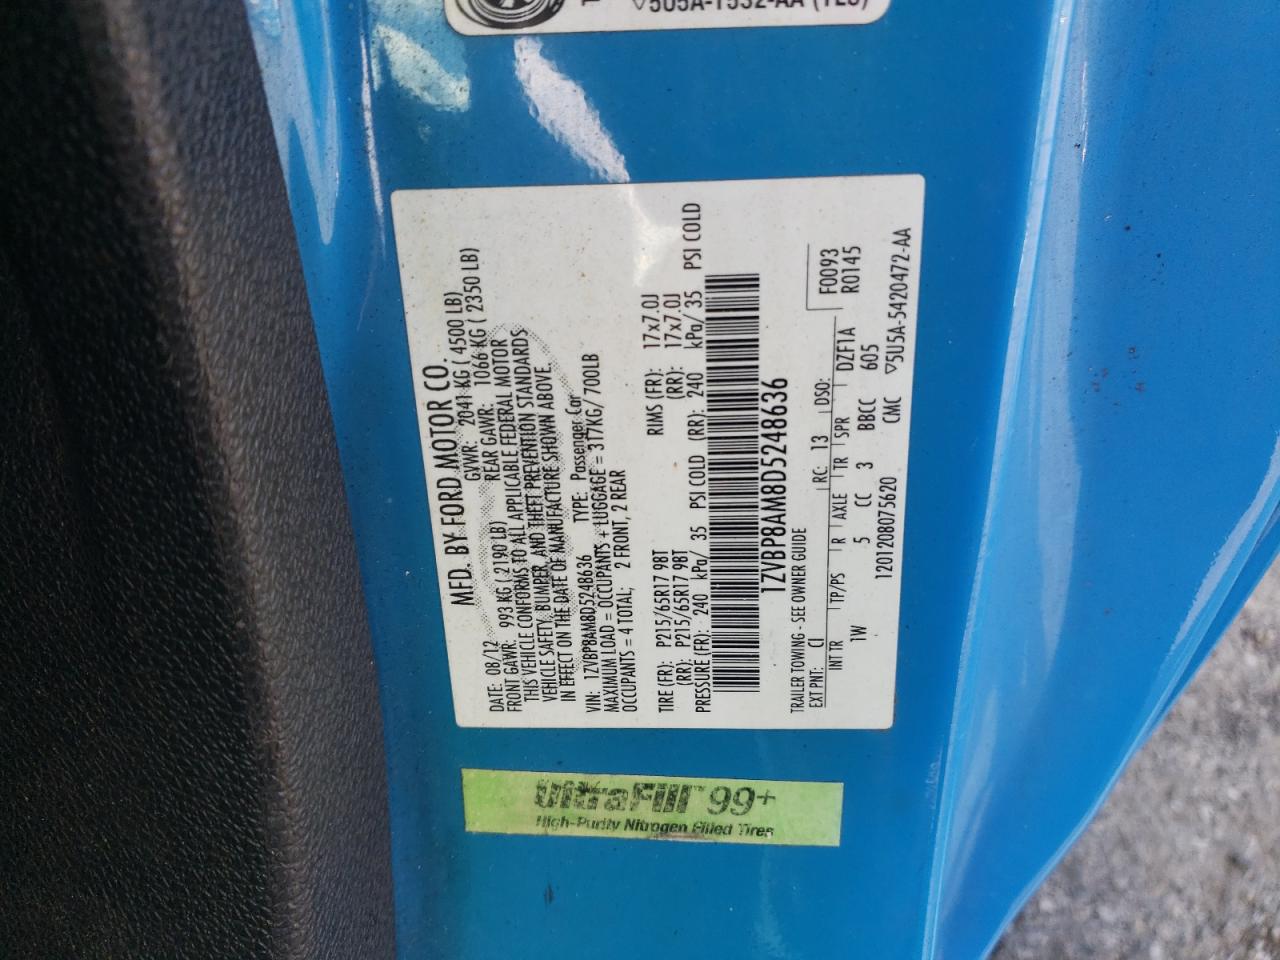 5U5A-1532-AA
MFD. BY FORD MOTOR CO.
DATE: 08/12 GVWR: 2041 KG ( 4500 LB)
FRONT GAWR: 993 KG ( 2190 LB) REAR GAWR: 1066 KG ( 2350 LB)
THIS VEHICLE CONFORMS TO ALL APPLICABLE FEDERAL MOTOR
VEHICLE SAFETY, BUMPER, AND THEFT PREVENTION STANDARDS
IN EFFECT ON THE DATE OF MANUFACTURE SHOWN ABOVE.
VIN: 1ZVBP8AM8D5248636 TYPE: Passenger Car
MAXIMUM LOAD = OCCUPANTS + LUGGAGE = 317KG/ 700LB
OCCUPANTS = 4 TOTAL; 2 FRONT, 2 REAR
TIRE (FR): P215/65R17 98T RIMS (FR): 17x7.0J
(RR): P215/65R17 98T (RR): 17x7.0J
PRESSURE (FR): 240 kPa/ 35 PSI COLD (RR): 240 kPa/ 35 PSI COLD
1ZVBP8AM8D5248636
TRAILER TOWING - SEE OWNER GUIDE F0093
EXT PNT: CI RC: 13 DSO: R0145
INT TR TP/PS R AXLE TR SPR DZF1A
1W 5 CC 3 BBCC 605
1201208075620 CMC ▽5U5A-5420472-AA
UltraFill™ 99+
High-Purity Nitrogen Filled Tires